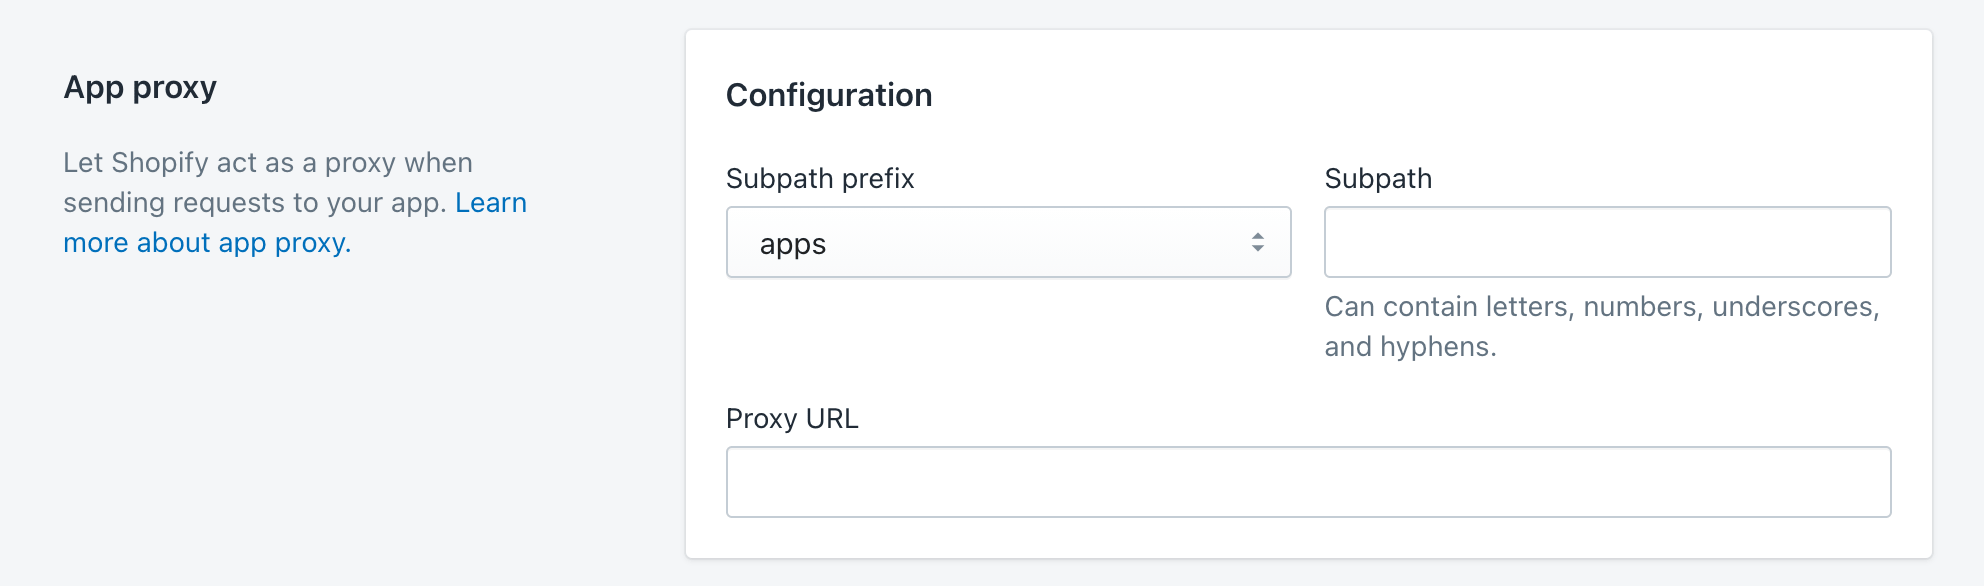 App proxy
Let Shopify act as a proxy when
sending requests to your app. Learn
more about app proxy.
Configuration
Subpath prefix
apps
Subpath
Can contain letters, numbers, underscores,
and hyphens.
Proxy URL